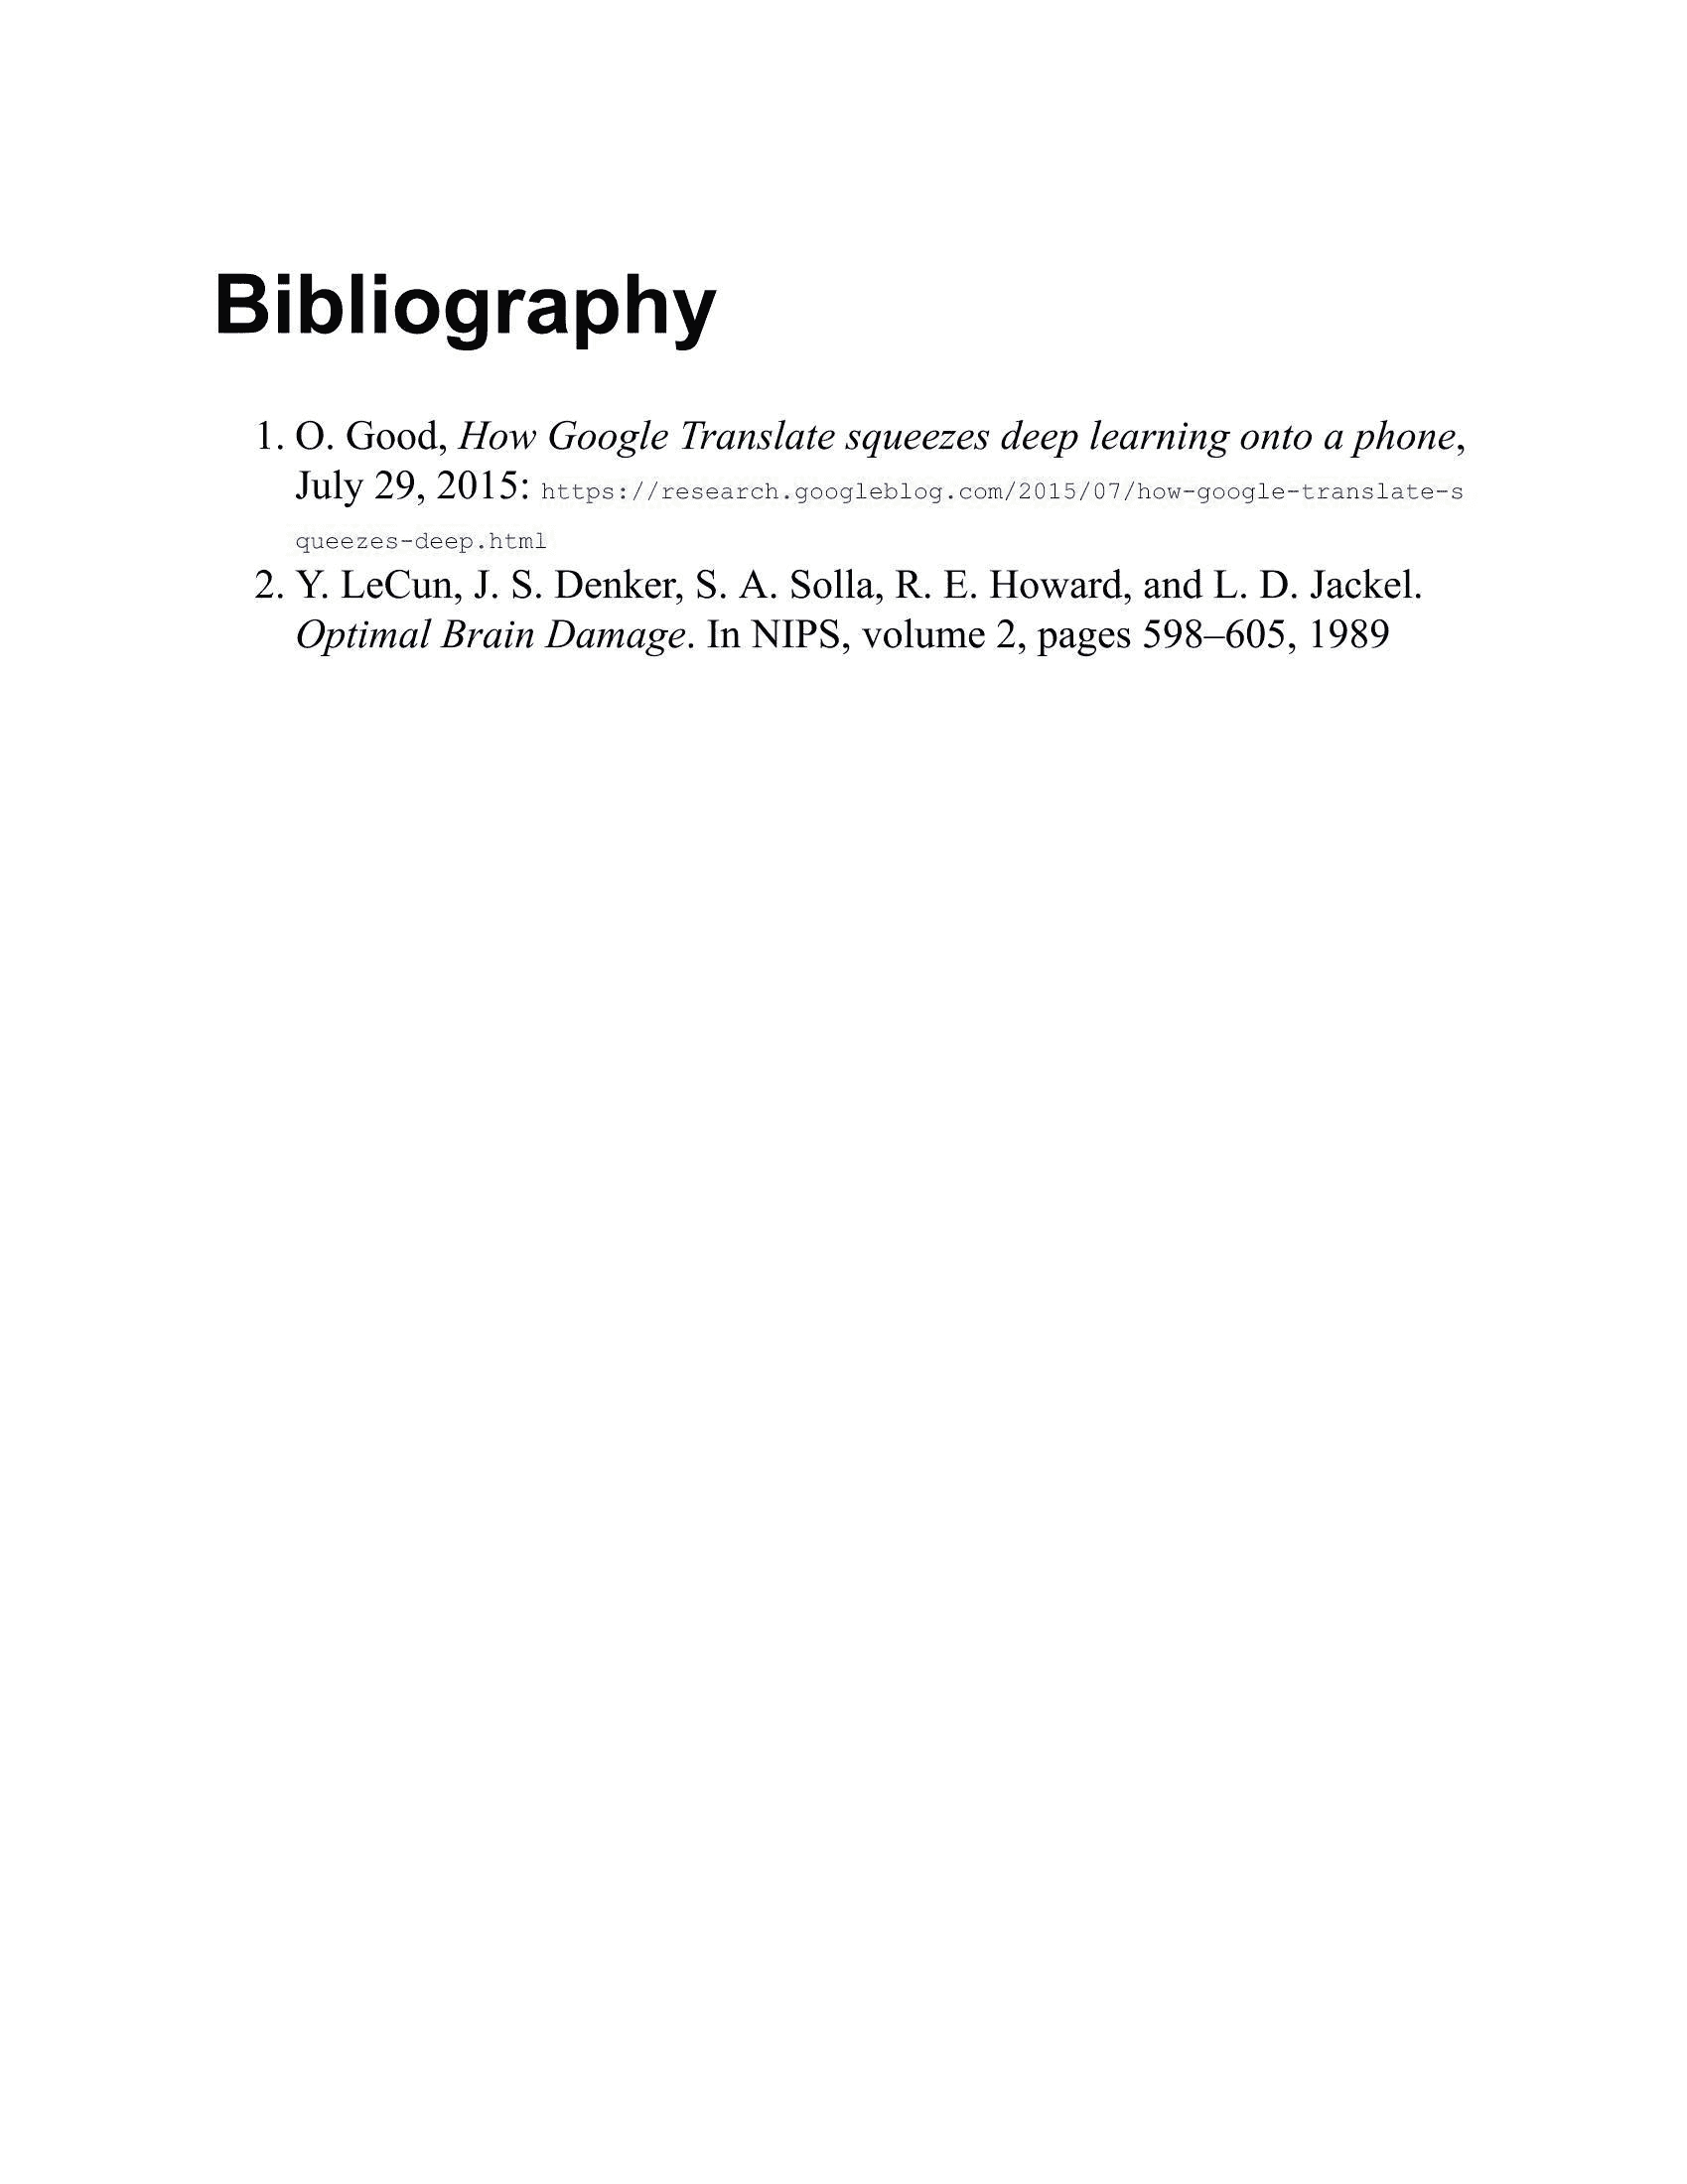 Bibliography
1. O. Good, How Google Translate squeezes deep learning onto a phone,
July 29, 2015: https://research.googleblog.com/2015/07/how-google-translate-s
queezes-deep.html
2. Y. LeCun, J. S. Denker, S. A. Solla, R. E. Howard, and L. D. Jackel.
Optimal Brain Damage. In NIPS, volume 2, pages 598–605, 1989